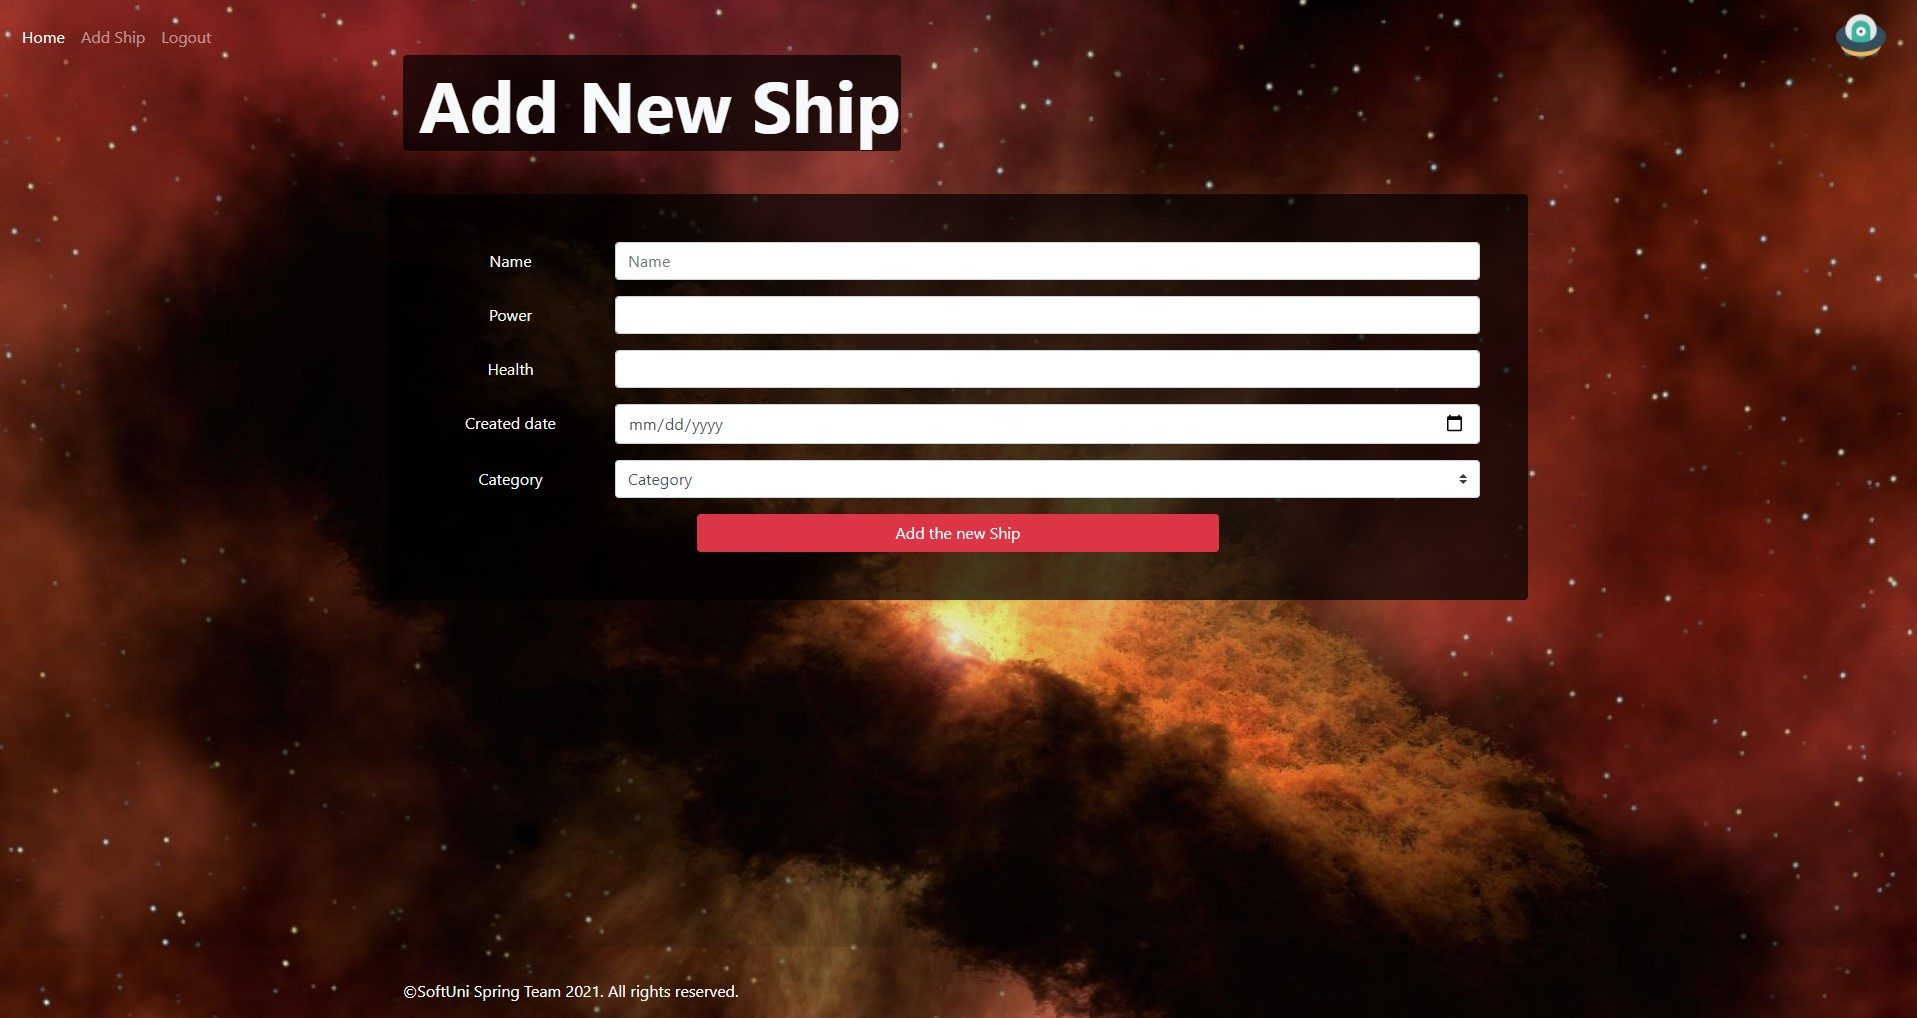 Home Add Ship Logout
Add New Ship
Name Name
Power
Health
Created date mm/dd/yyyy
Category Category
Add the new Ship
©SoftUni Spring Team 2021. All rights reserved.